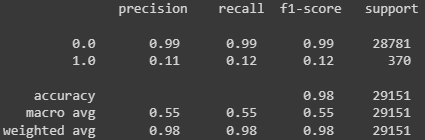 precision recall f1-score support
0.0 0.99 0.99 0.99 28781
1.0 0.11 0.12 0.12 370
accuracy 0.98 29151
macro avg 0.55 0.55 0.55 29151
weighted avg 0.98 0.98 0.98 29151